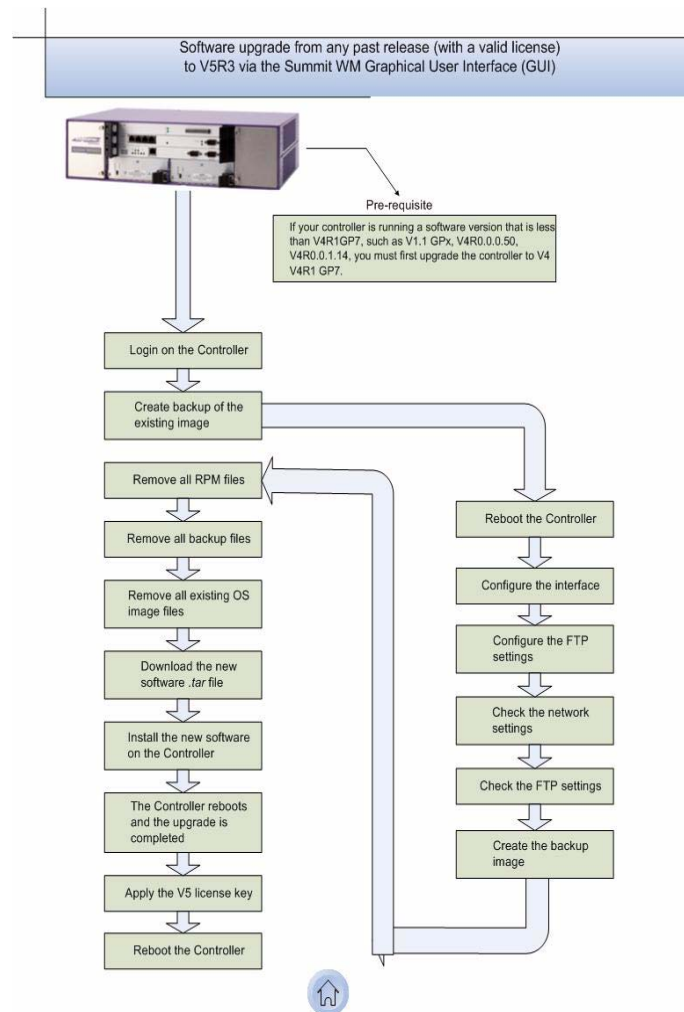 Software upgrade from any past release (with a valid license)
to V5R3 via the Summit WM Graphical User Interface (GUI)
Pre-requisite
If your controller is running a software version that is less
than V4R1GP7, such as V1.1 GPx, V4R0.0.0.50,
V4R0.0.1.14, you must first upgrade the controller to V4
V4R1 GP7.
Login on the Controller
Create backup of the
existing image
Reboot the Controller
Configure the interface
Configure the FTP
settings
Check the network
settings
Check the FTP settings
Create the backup
image
Remove all RPM files
Remove all backup files
Remove all existing OS
image files
Download the new
software .tar file
Install the new software
on the Controller
The Controller reboots
and the upgrade is
completed
Apply the V5 license key
Reboot the Controller